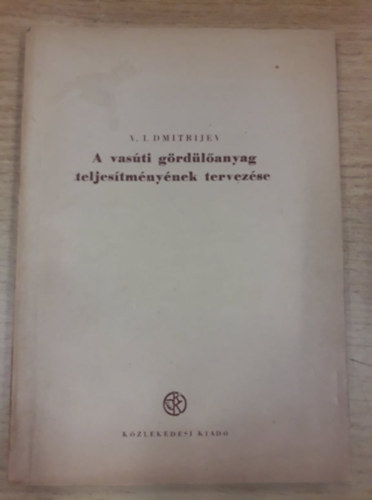 V. I. DMITRIJEV
A vasúti gördülőanyag
teljesítményének tervezése
KÖZLEKEDÉSI KIADÓ